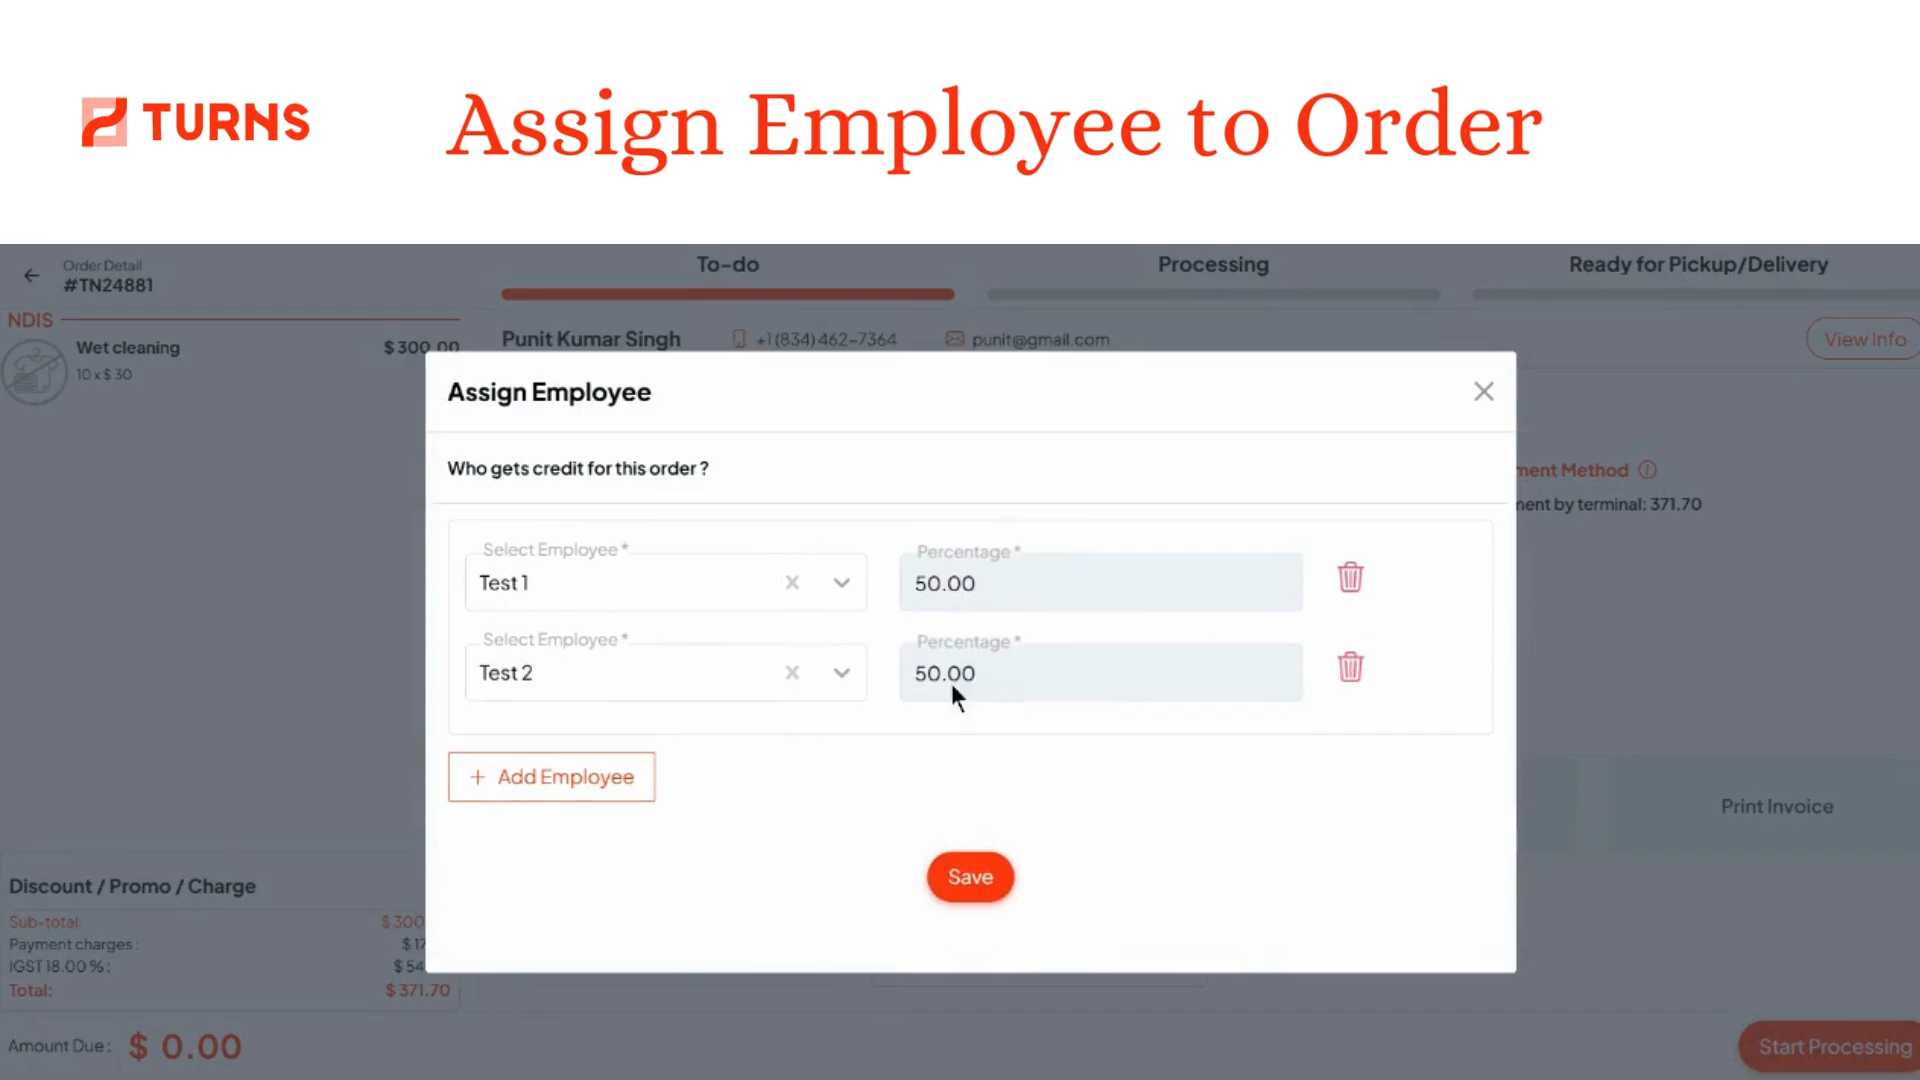 TURNS
Assign Employee to Order
Order Detail
#TN24881
To-do
Processing
Ready for Pickup/Delivery
NDIS
Wet cleaning
$ 300.00
10 x $ 30
Punit Kumar Singh
+1 (834) 462-7364
punit@gmail.com
View Info
Assign Employee
Who gets credit for this order ?
ment Method
ment by terminal: 371.70
Select Employee *
Test 1
Percentage *
50.00
Select Employee *
Test 2
Percentage *
50.00
+ Add Employee
Save
Print Invoice
Discount / Promo / Charge
Sub-total:
$ 300
Payment charges :
$ 17
IGST 18.00 % :
$ 54
Total:
$ 371.70
Amount Due :
$ 0.00
Start Processing